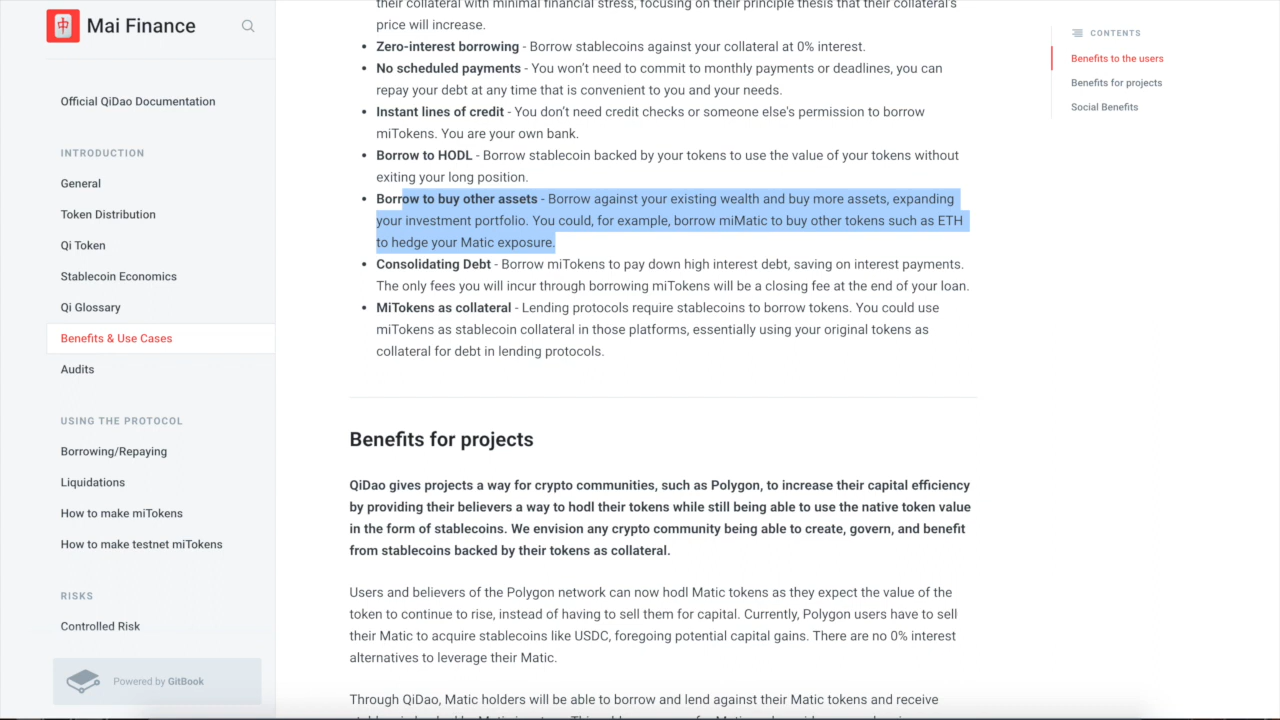 Mai Finance
Official QiDao Documentation
INTRODUCTION
General
Token Distribution
Qi Token
Stablecoin Economics
Qi Glossary
Benefits & Use Cases
Audits
USING THE PROTOCOL
Borrowing/Repaying
Liquidations
How to make miTokens
How to make testnet miTokens
RISKS
Controlled Risk
Powered by GitBook
their collateral with minimal financial stress, focusing on their principle thesis that their collateral's
price will increase.
• Zero-interest borrowing - Borrow stablecoins against your collateral at 0% interest.
• No scheduled payments - You won't need to commit to monthly payments or deadlines, you can
repay your debt at any time that is convenient to you and your needs.
• Instant lines of credit - You don't need credit checks or someone else's permission to borrow
miTokens. You are your own bank.
• Borrow to HODL - Borrow stablecoin backed by your tokens to use the value of your tokens without
exiting your long position.
• Borrow to buy other assets - Borrow against your existing wealth and buy more assets, expanding
your investment portfolio. You could, for example, borrow miMatic to buy other tokens such as ETH
to hedge your Matic exposure.
• Consolidating Debt - Borrow miTokens to pay down high interest debt, saving on interest payments.
The only fees you will incur through borrowing miTokens will be a closing fee at the end of your loan.
• MiTokens as collateral - Lending protocols require stablecoins to borrow tokens. You could use
miTokens as stablecoin collateral in those platforms, essentially using your original tokens as
collateral for debt in lending protocols.
Benefits for projects
QiDao gives projects a way for crypto communities, such as Polygon, to increase their capital efficiency
by providing their believers a way to hodl their tokens while still being able to use the native token value
in the form of stablecoins. We envision any crypto community being able to create, govern, and benefit
from stablecoins backed by their tokens as collateral.
Users and believers of the Polygon network can now hodl Matic tokens as they expect the value of the
token to continue to rise, instead of having to sell them for capital. Currently, Polygon users have to sell
their Matic to acquire stablecoins like USDC, foregoing potential capital gains. There are no 0% interest
alternatives to leverage their Matic.
Through QiDao, Matic holders will be able to borrow and lend against their Matic tokens and receive
CONTENTS
Benefits to the users
Benefits for projects
Social Benefits